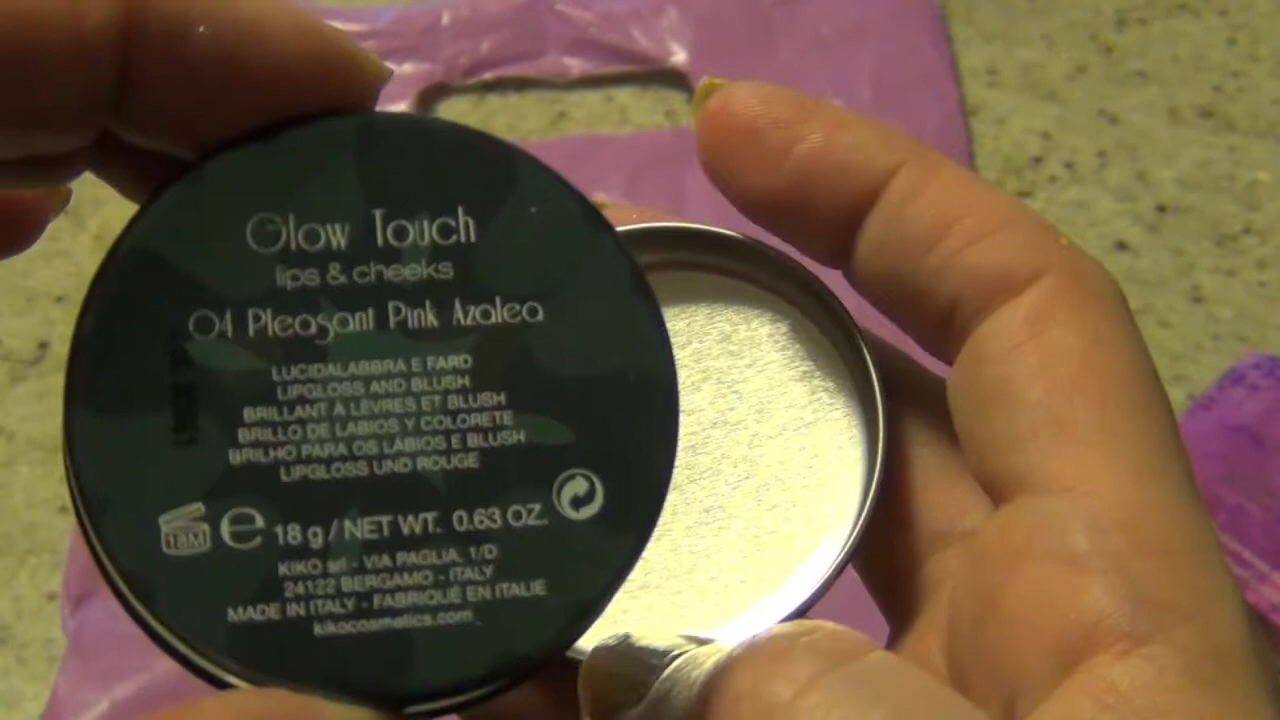 Glow Touch
lips & cheeks
04 Pleasant Pink Azalea
LUCIDALABBRA E FARD
LIPGLOSS AND BLUSH
BRILLANT À LÈVRES ET BLUSH
BRILLO DE LABIOS Y COLORETE
BRILHO PARA OS LÁBIOS E BLUSH
LIPGLOSS UND ROUGE
18M e 18 g / NET WT. 0.63 OZ.
KIKO srl - VIA PAGLIA, 1/D
24122 BERGAMO - ITALY
MADE IN ITALY - FABRIQUÉ EN ITALIE
kikocosmetics.com